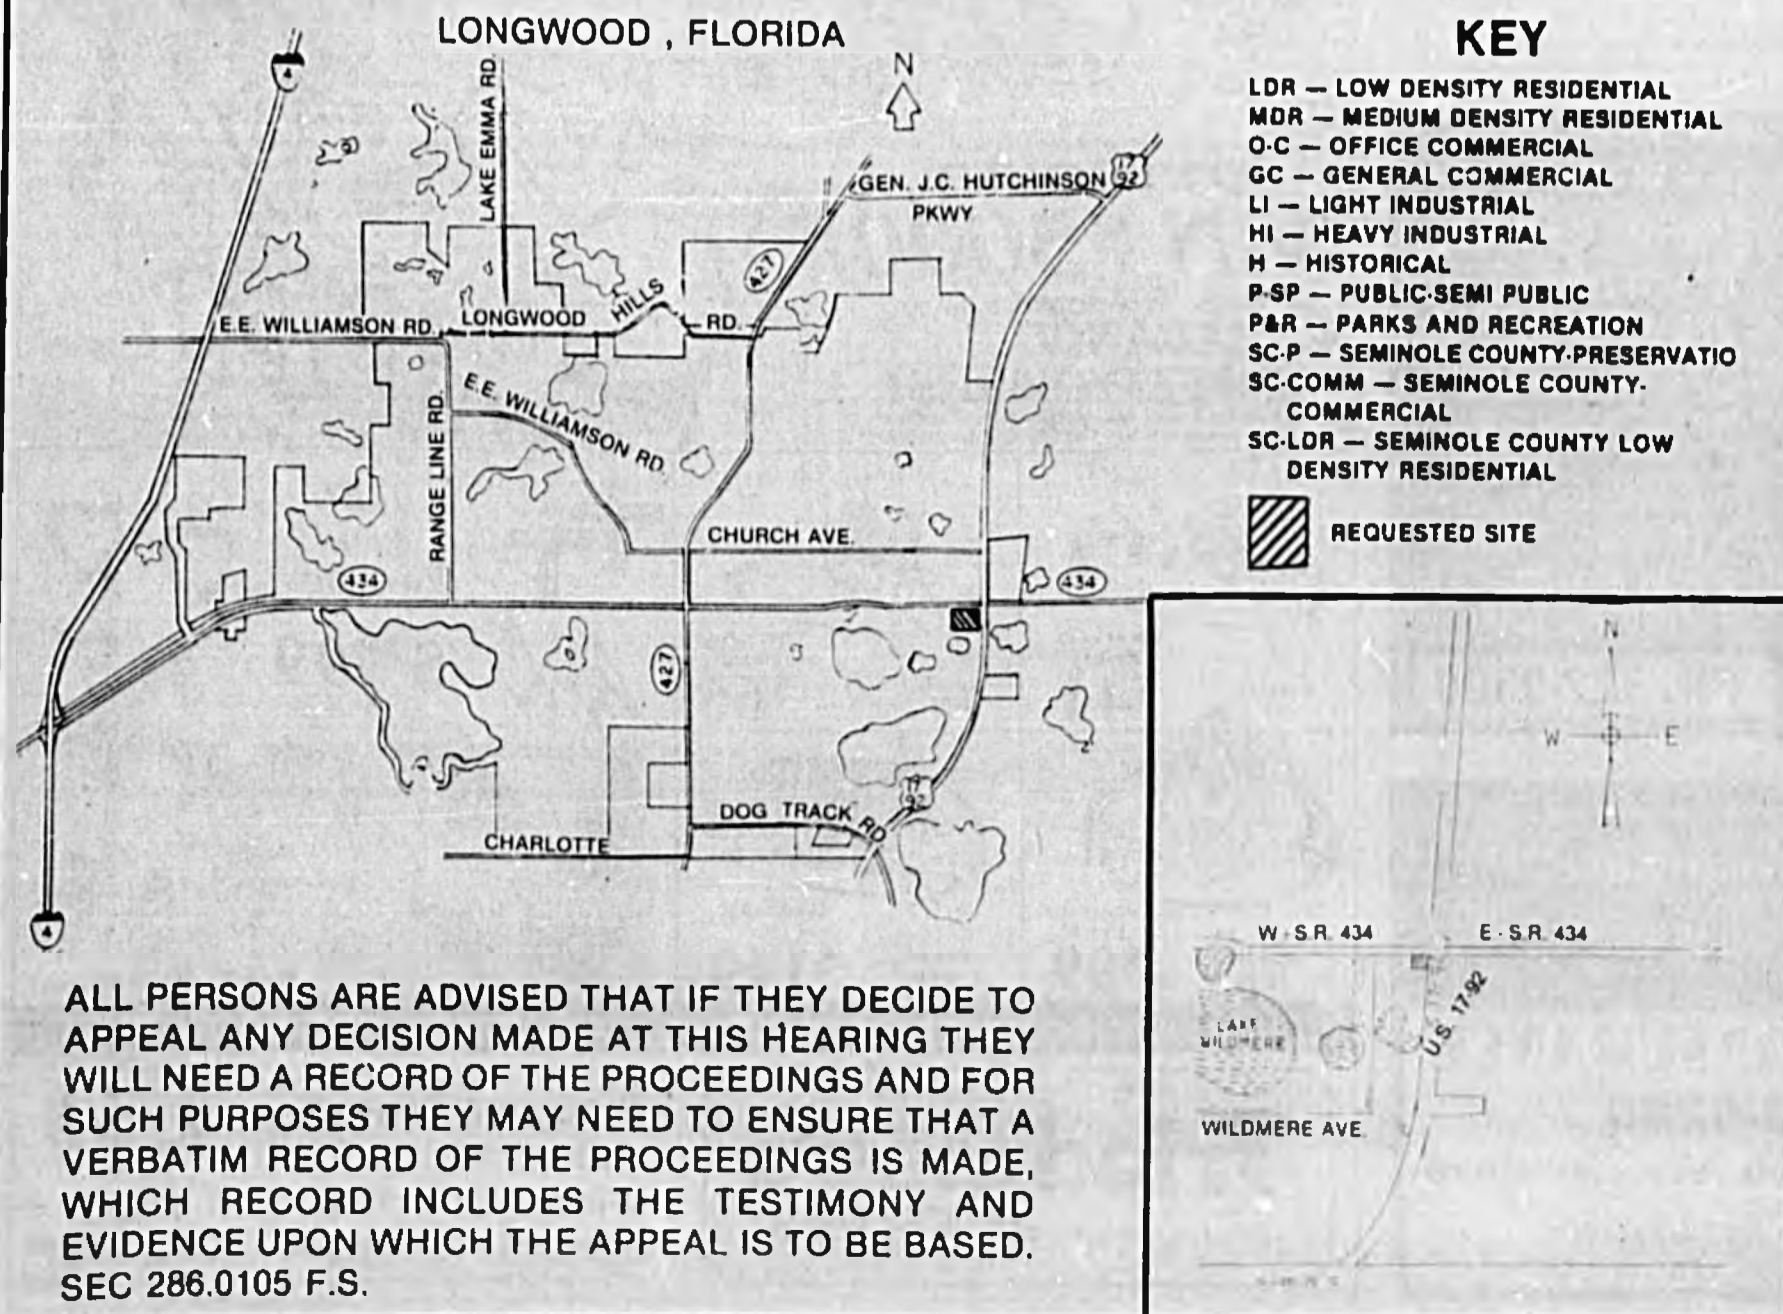 LONGWOOD , FLORIDA
4
LAKE EMMA RD.
N
GEN. J.C. HUTCHINSON
PKWY
17
92
427
E.E. WILLIAMSON RD.
LONGWOOD
HILLS
RD.
E.E. WILLIAMSON RD.
RANGE LINE RD.
CHURCH AVE.
434
434
427
17
92
DOG TRACK RD
CHARLOTTE
4
KEY
LDR — LOW DENSITY RESIDENTIAL
MDR — MEDIUM DENSITY RESIDENTIAL
O-C — OFFICE COMMERCIAL
GC — GENERAL COMMERCIAL
LI — LIGHT INDUSTRIAL
HI — HEAVY INDUSTRIAL
H — HISTORICAL
P-SP — PUBLIC-SEMI PUBLIC
P&R — PARKS AND RECREATION
SC-P — SEMINOLE COUNTY-PRESERVATIO
SC-COMM — SEMINOLE COUNTY-
COMMERCIAL
SC-LDR — SEMINOLE COUNTY LOW
DENSITY RESIDENTIAL
REQUESTED SITE
N
W
E
W - S.R. 434
E - S.R. 434
U.S. 17-92
LAKE
WILDMERE
WILDMERE AVE.
ALL PERSONS ARE ADVISED THAT IF THEY DECIDE TO
APPEAL ANY DECISION MADE AT THIS HEARING THEY
WILL NEED A RECORD OF THE PROCEEDINGS AND FOR
SUCH PURPOSES THEY MAY NEED TO ENSURE THAT A
VERBATIM RECORD OF THE PROCEEDINGS IS MADE,
WHICH RECORD INCLUDES THE TESTIMONY AND
EVIDENCE UPON WHICH THE APPEAL IS TO BE BASED.
SEC 286.0105 F.S.